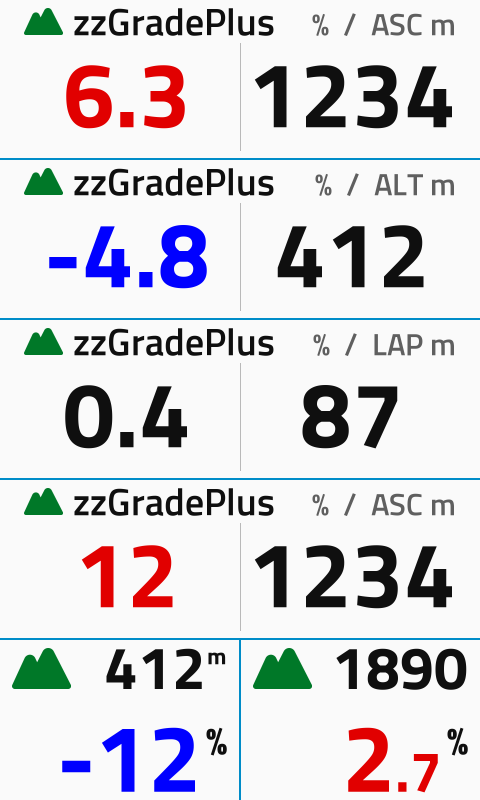 zzGradePlus % / ASC m
6.3 1234
zzGradePlus % / ALT m
-4.8 412
zzGradePlus % / LAP m
0.4 87
zzGradePlus % / ASC m
12 1234
412 m 1890
-12 % 2.7 %